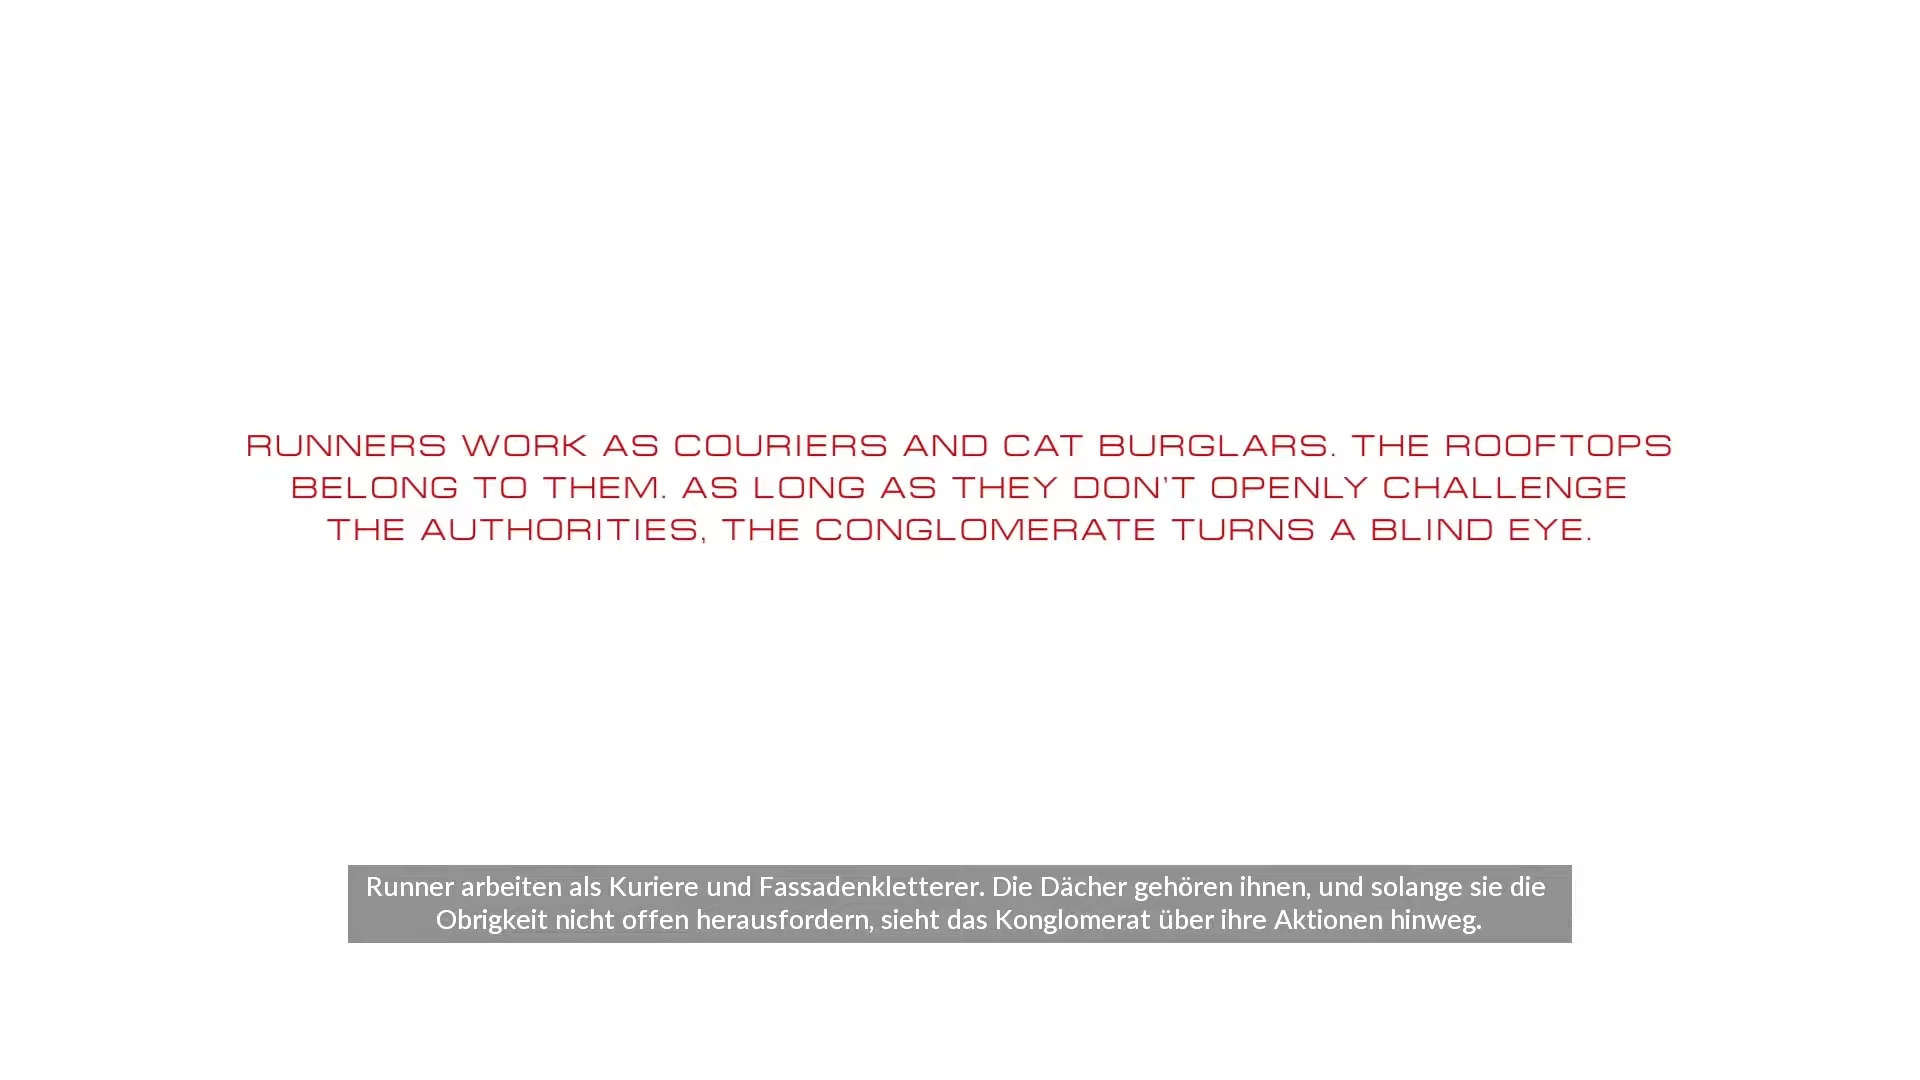 RUNNERS WORK AS COURIERS AND CAT BURGLARS. THE ROOFTOPS
BELONG TO THEM. AS LONG AS THEY DON'T OPENLY CHALLENGE
THE AUTHORITIES, THE CONGLOMERATE TURNS A BLIND EYE.
Runner arbeiten als Kuriere und Fassadenkletterer. Die Dächer gehören ihnen, und solange sie die
Obrigkeit nicht offen herausfordern, sieht das Konglomerat über ihre Aktionen hinweg.